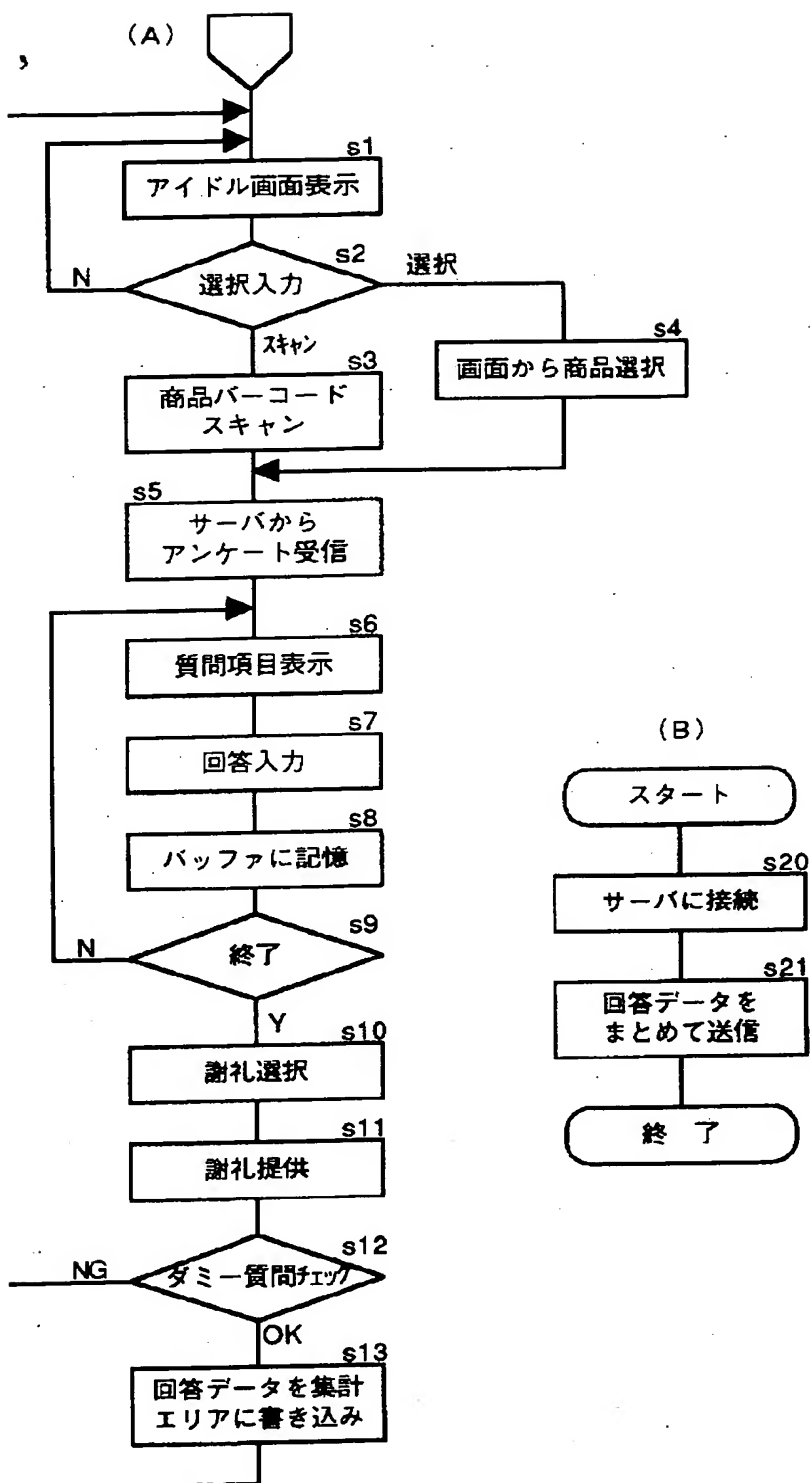 (A)
s1
アイドル画面表示
s2
選択入力
N
選択
スキャン
s3
商品バーコード
スキャン
s4
画面から商品選択
s5
サーバから
アンケート受信
s6
質問項目表示
s7
回答入力
s8
バッファに記憶
s9
終了
N
Y
s10
謝礼選択
s11
謝礼提供
s12
ダミー質問チェック
NG
OK
s13
回答データを集計
エリアに書き込み
(B)
スタート
s20
サーバに接続
s21
回答データを
まとめて送信
終 了